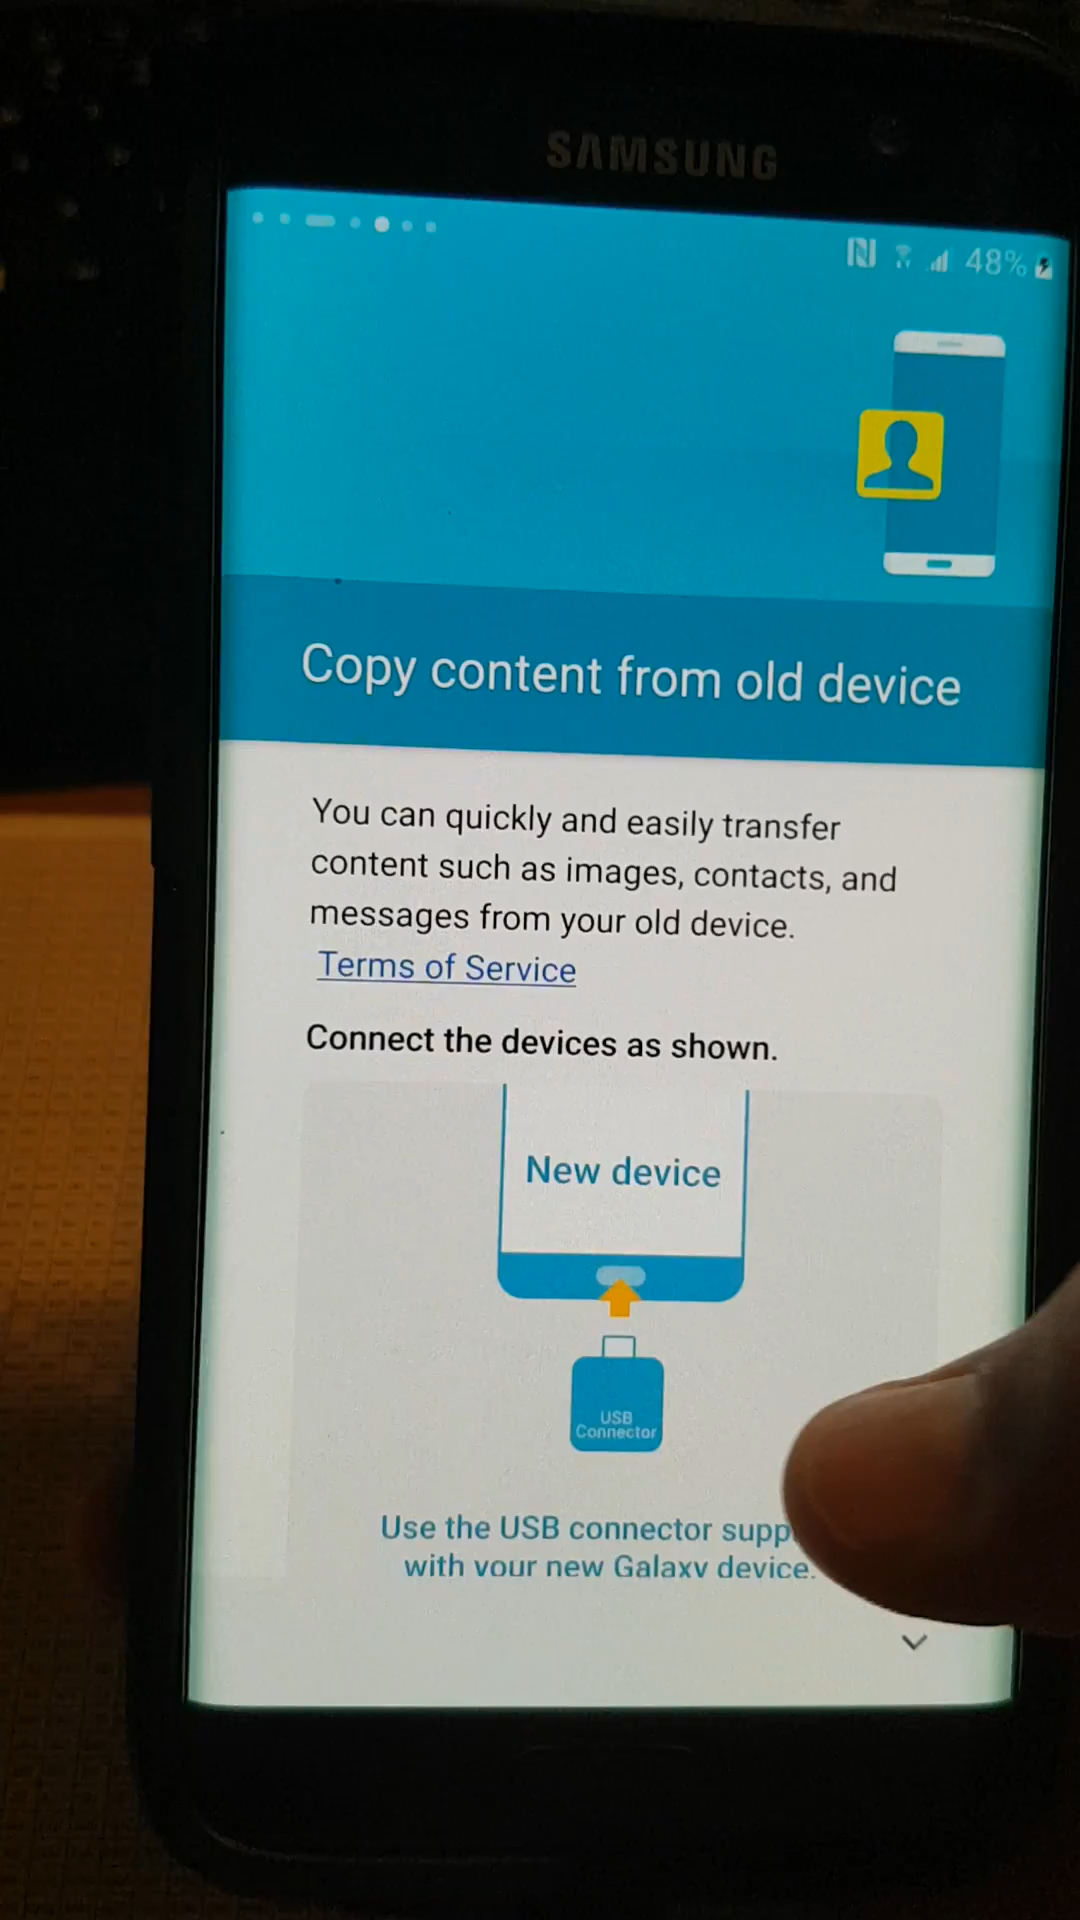 SAMSUNG
48%
Copy content from old device
You can quickly and easily transfer
content such as images, contacts, and
messages from your old device.
Terms of Service
Connect the devices as shown.
New device
USB
Connector
Use the USB connector
with your new Galaxy device.